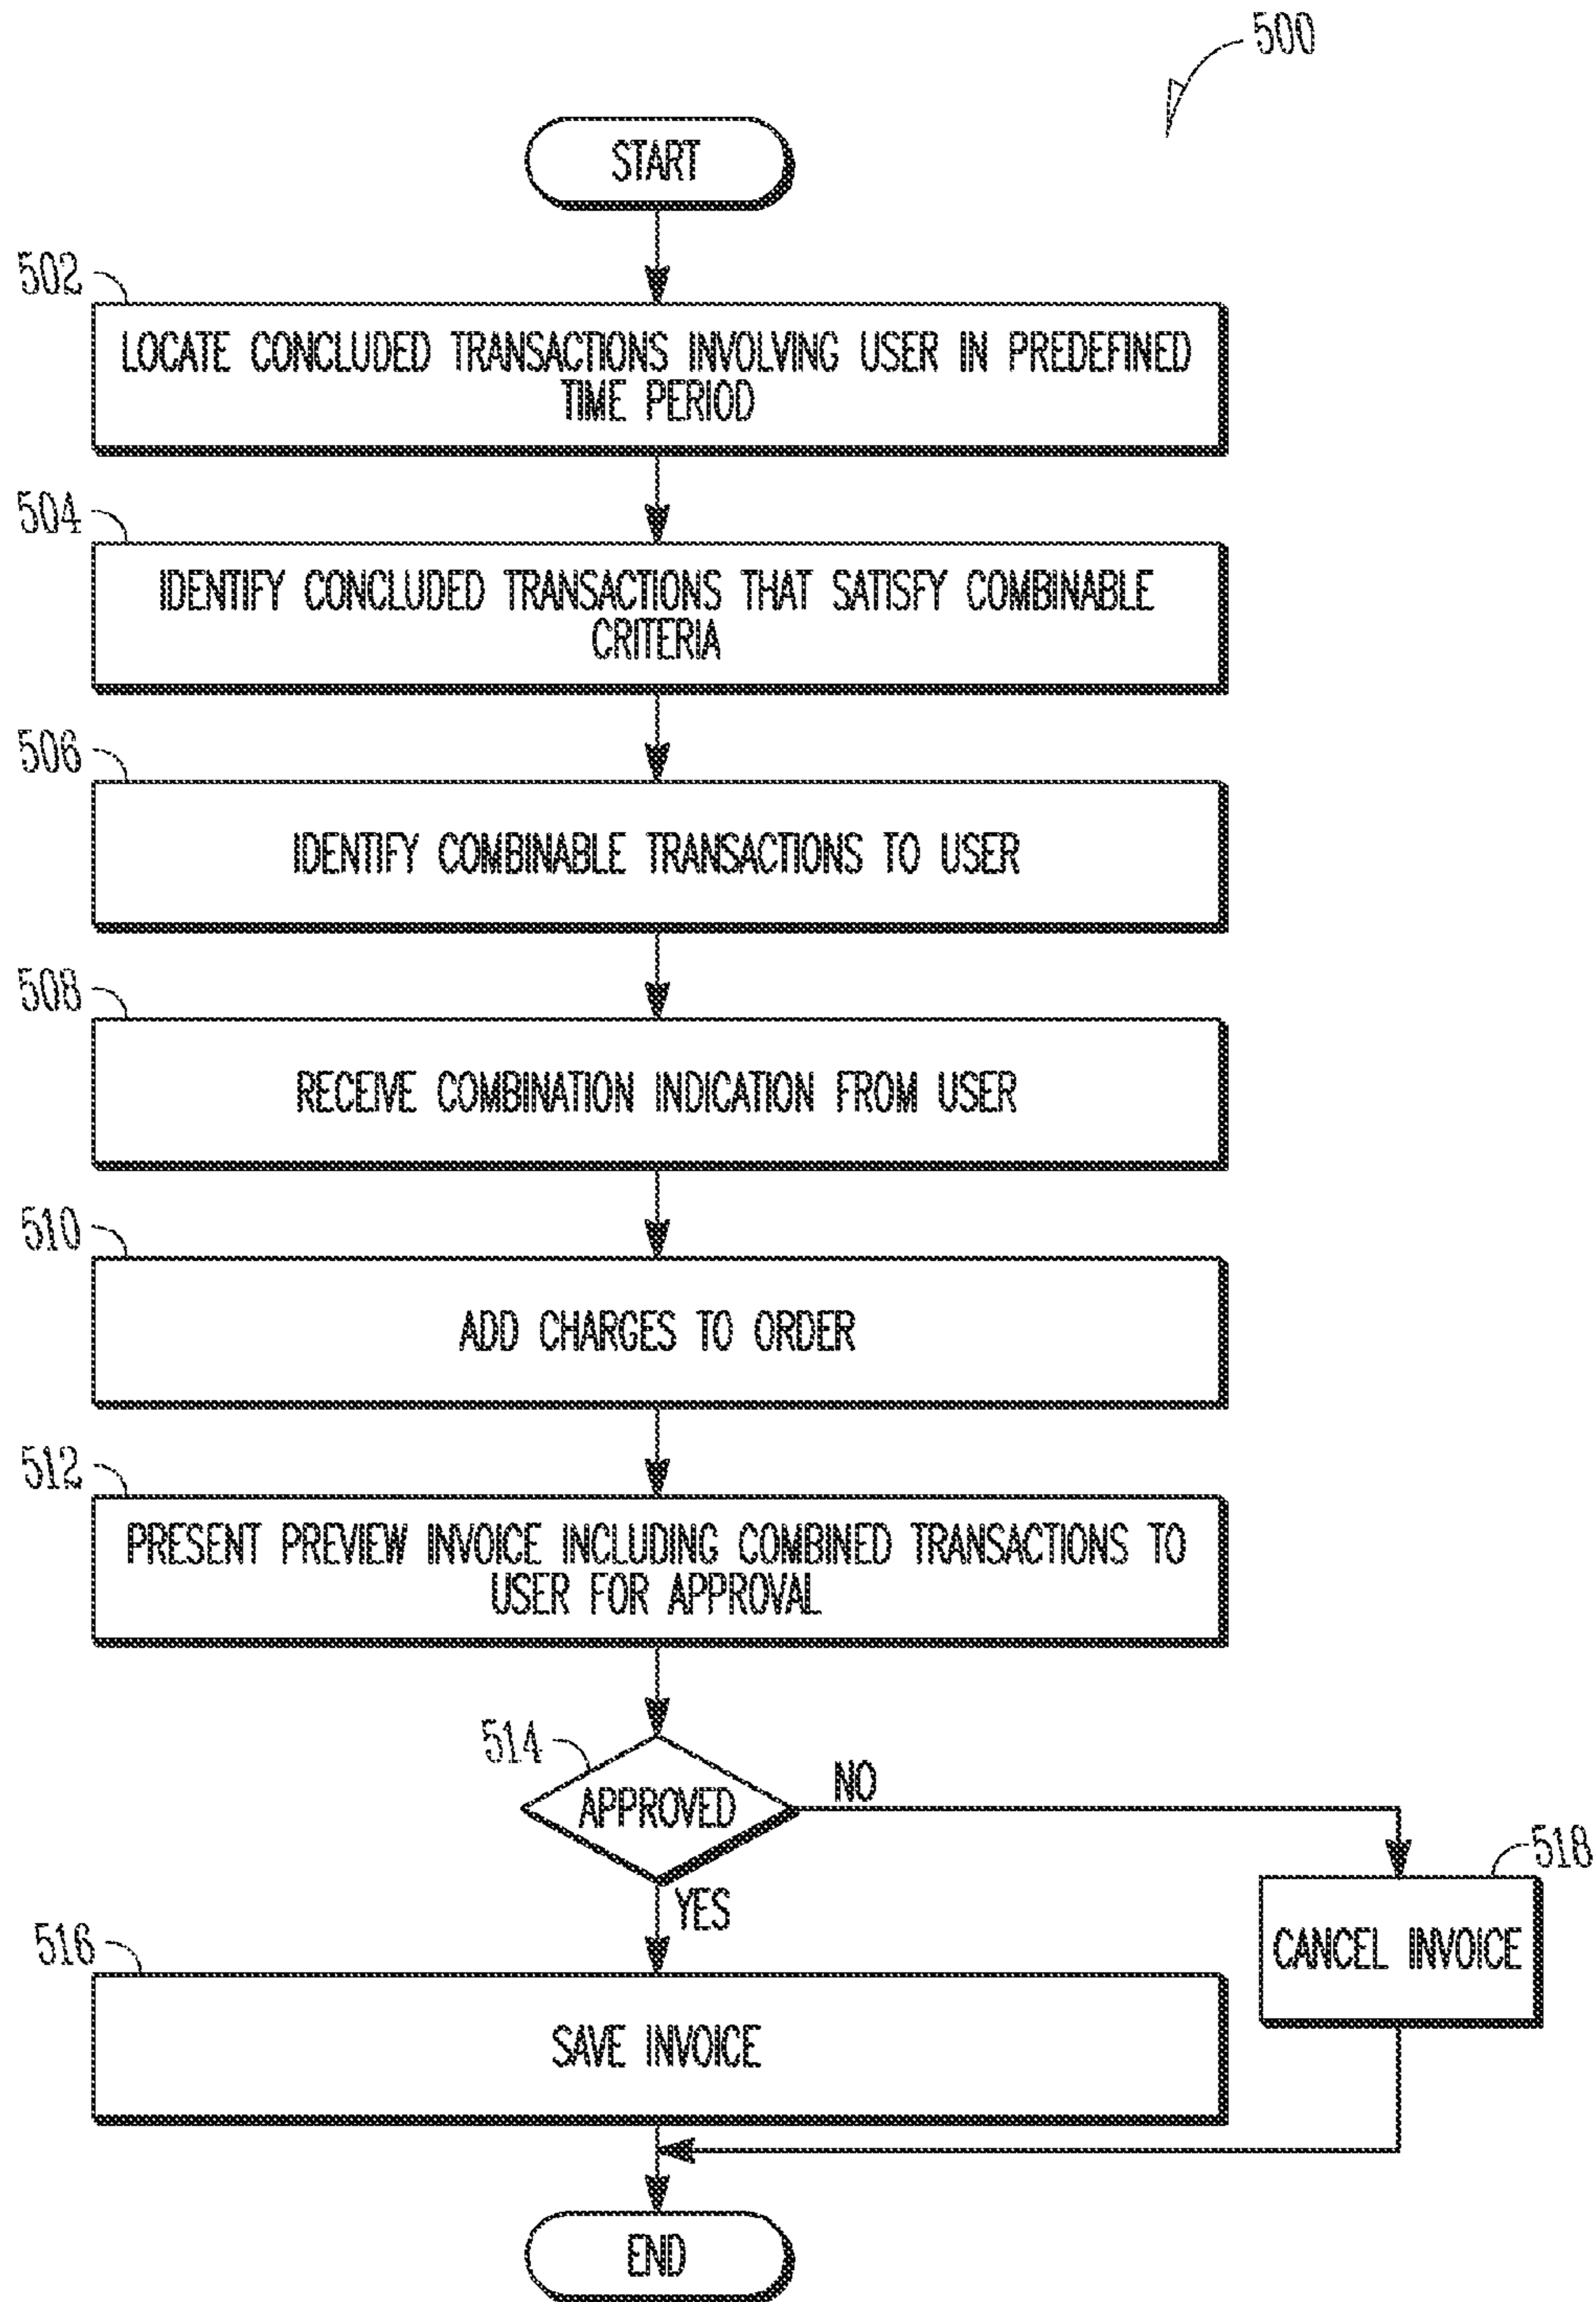 500
START
502
LOCATE CONCLUDED TRANSACTIONS INVOLVING USER IN PREDEFINED
TIME PERIOD
504
IDENTIFY CONCLUDED TRANSACTIONS THAT SATISFY COMBINABLE
CRITERIA
506
IDENTIFY COMBINABLE TRANSACTIONS TO USER
508
RECEIVE COMBINATION INDICATION FROM USER
510
ADD CHARGES TO ORDER
512
PRESENT PREVIEW INVOICE INCLUDING COMBINED TRANSACTIONS TO
USER FOR APPROVAL
514
APPROVED
NO
YES
518
CANCEL INVOICE
516
SAVE INVOICE
END